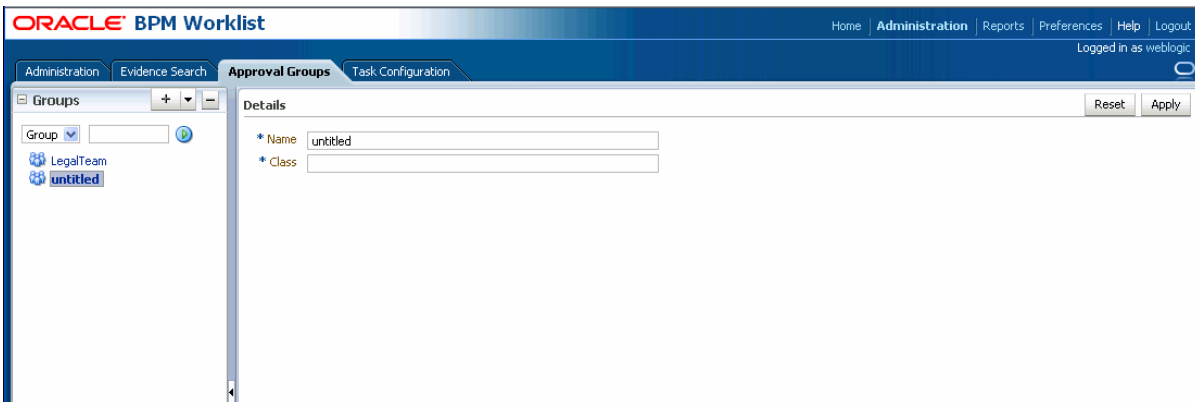 ORACLE BPM Worklist
Home Administration Reports Preferences Help Logout
Logged in as weblogic
Administration Evidence Search Approval Groups Task Configuration
Groups
Group
LegalTeam
untitled
Details
Reset Apply
* Name untitled
* Class